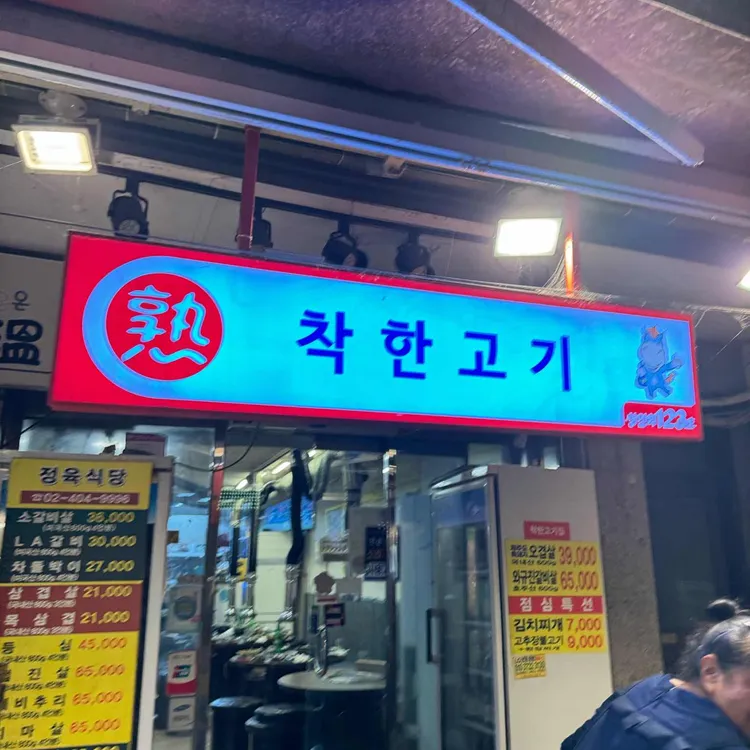 熟
착한고기
정육식당
☎02-404-9996
소갈비살 36,000
LA갈비 30,000
차돌박이 27,000
삼겹살 21,000
목삼겹 21,000
등심 45,000
진살 65,000
비추리 65,000
마살 65,000
착한고기집
오겹살 39,000
와규진갈비살 65,000
점심특선
김치찌개 7,000
고추장불고기 9,000